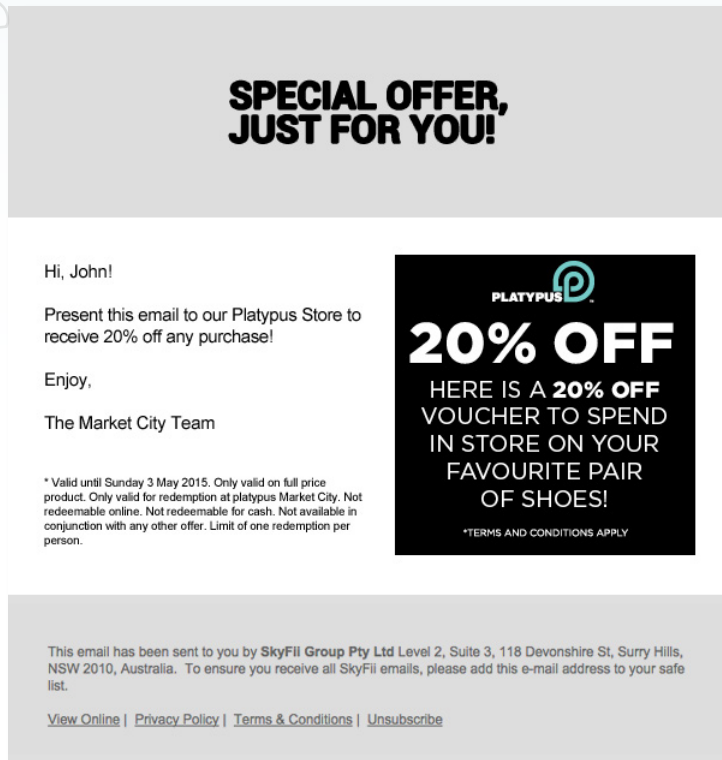 SPECIAL OFFER,
JUST FOR YOU!
Hi, John!
Present this email to our Platypus Store to
receive 20% off any purchase!
Enjoy,
The Market City Team
* Valid until Sunday 3 May 2015. Only valid on full price
product. Only valid for redemption at platypus Market City. Not
redeemable online. Not redeemable for cash. Not available in
conjunction with any other offer. Limit of one redemption per
person.
PLATYPUS
20% OFF
HERE IS A 20% OFF
VOUCHER TO SPEND
IN STORE ON YOUR
FAVOURITE PAIR
OF SHOES!
*TERMS AND CONDITIONS APPLY
This email has been sent to you by SkyFii Group Pty Ltd Level 2, Suite 3, 118 Devonshire St, Surry Hills,
NSW 2010, Australia.  To ensure you receive all SkyFii emails, please add this e-mail address to your safe
list.
View Online | Privacy Policy | Terms & Conditions | Unsubscribe